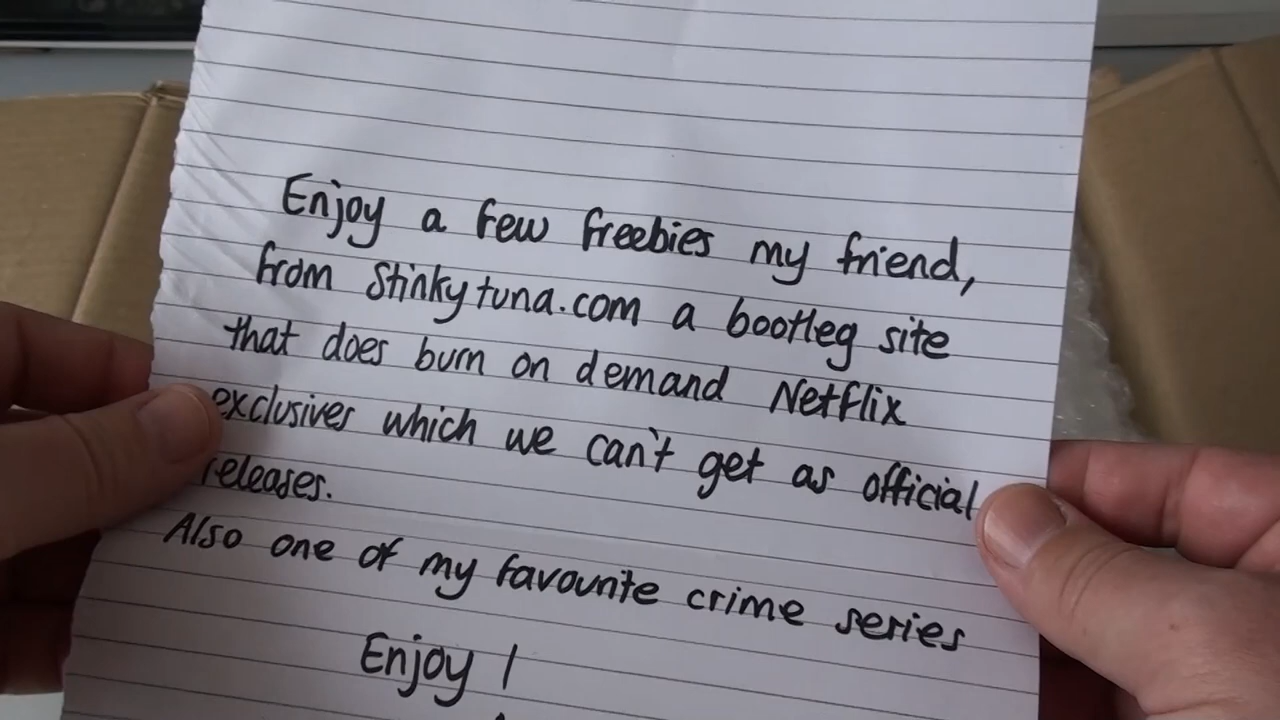 Enjoy a few freebies my friend,
from Stinkytuna.com a bootleg site
that does burn on demand Netflix
exclusives which we can't get as official
releases.
Also one of my favourite crime series
Enjoy !